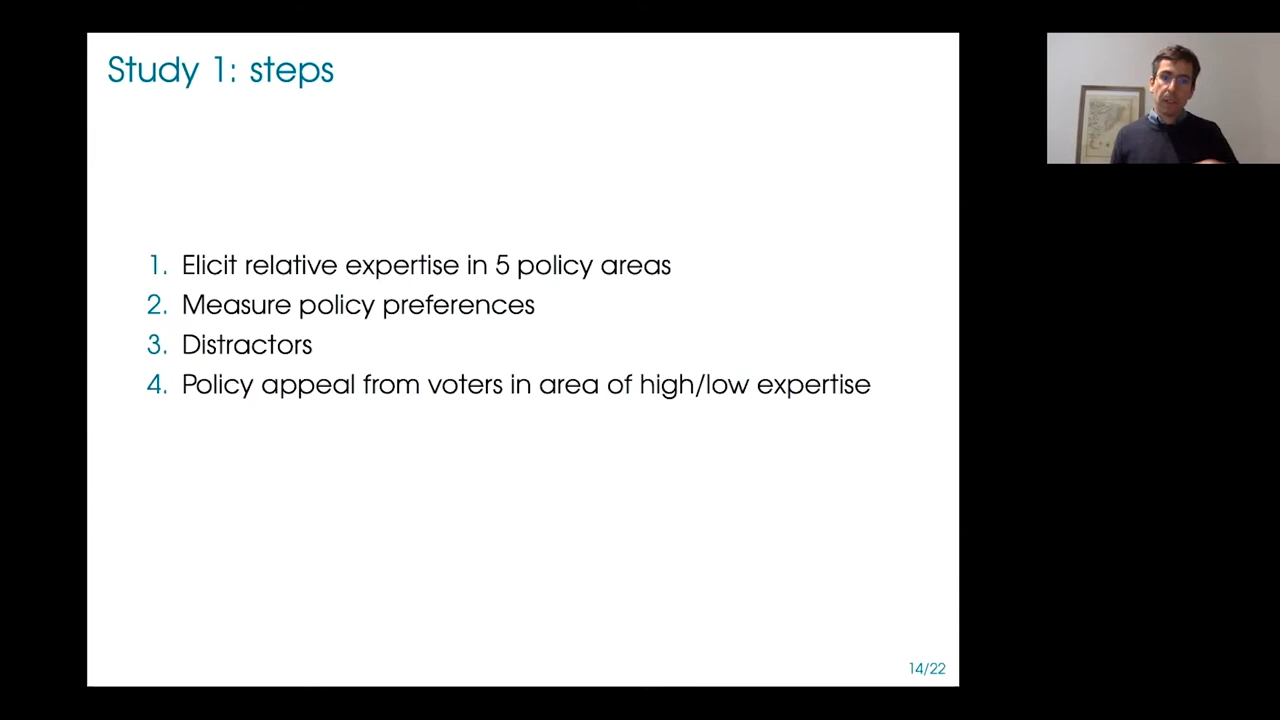 Study 1: steps
1. Elicit relative expertise in 5 policy areas
2. Measure policy preferences
3. Distractors
4. Policy appeal from voters in area of high/low expertise
14/22